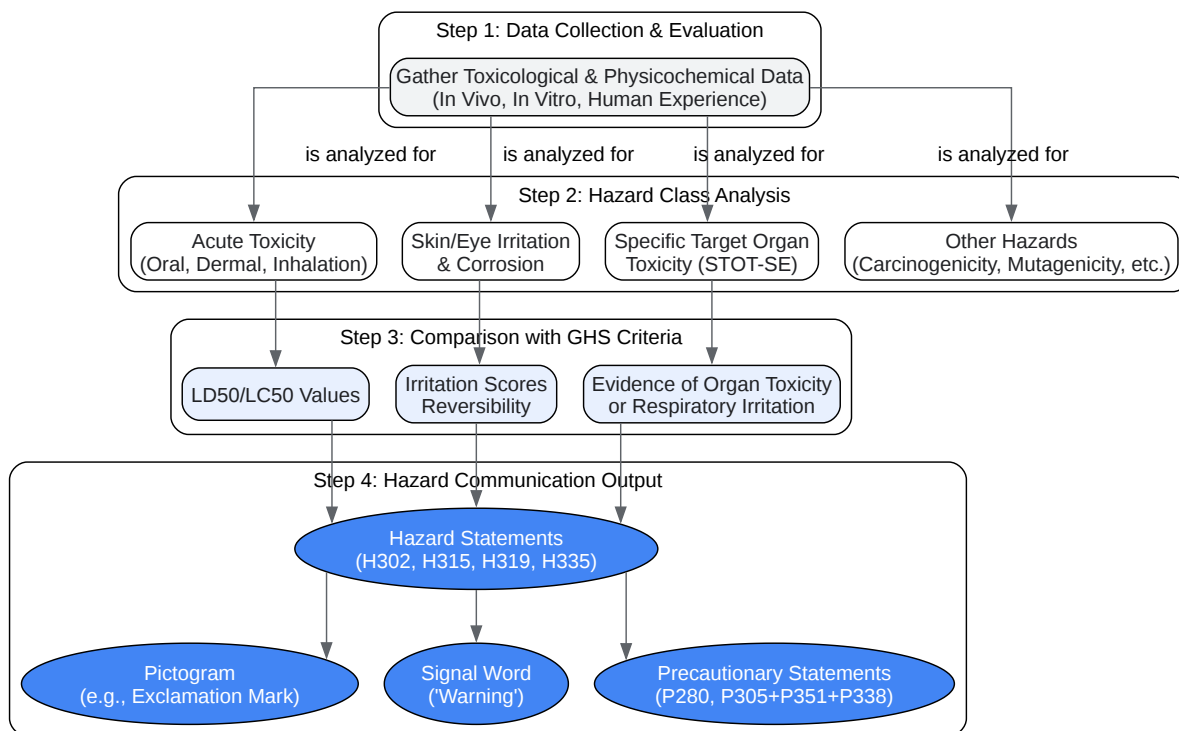 Step 1: Data Collection & Evaluation
Gather Toxicological & Physicochemical Data
(In Vivo, In Vitro, Human Experience)
is analyzed for
is analyzed for
is analyzed for
is analyzed for
Step 2: Hazard Class Analysis
Acute Toxicity
(Oral, Dermal, Inhalation)
Skin/Eye Irritation
& Corrosion
Specific Target Organ
Toxicity (STOT-SE)
Other Hazards
(Carcinogenicity, Mutagenicity, etc.)
Step 3: Comparison with GHS Criteria
LD50/LC50 Values
Irritation Scores
Reversibility
Evidence of Organ Toxicity
or Respiratory Irritation
Step 4: Hazard Communication Output
Hazard Statements
(H302, H315, H319, H335)
Pictogram
(e.g., Exclamation Mark)
Signal Word
('Warning')
Precautionary Statements
(P280, P305+P351+P338)